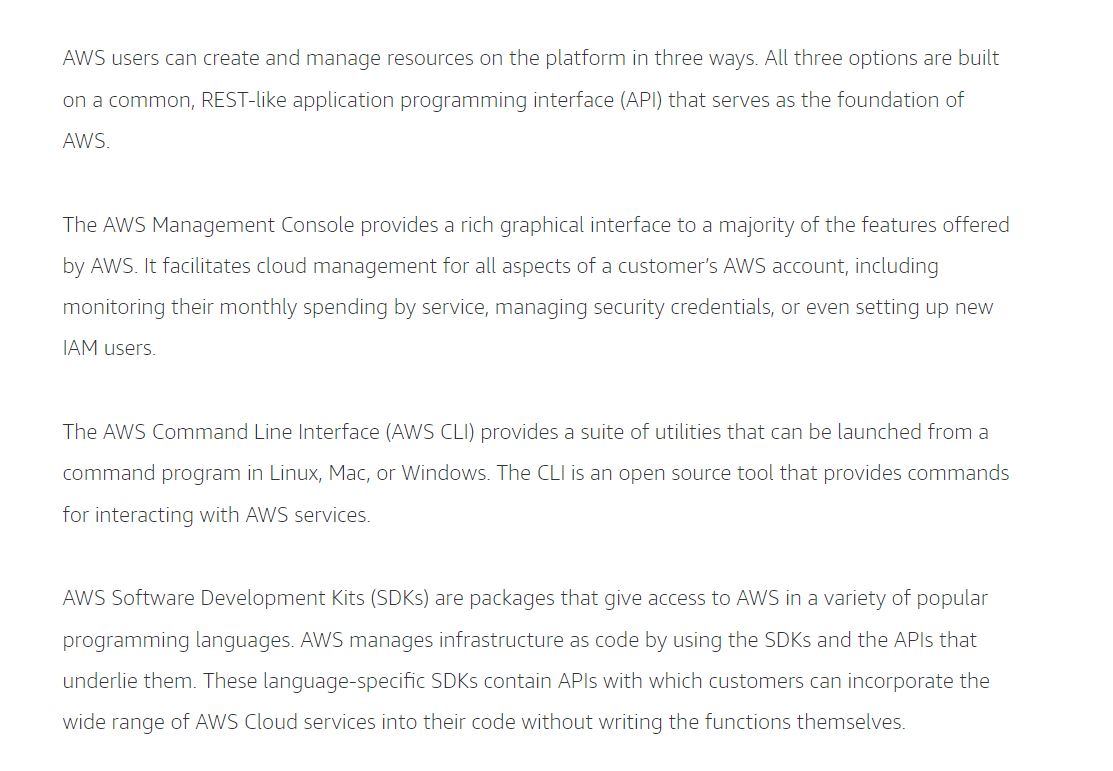 AWS users can create and manage resources on the platform in three ways. All three options are built
on a common, REST-like application programming interface (API) that serves as the foundation of
AWS.
The AWS Management Console provides a rich graphical interface to a majority of the features offered
by AWS. It facilitates cloud management for all aspects of a customer’s AWS account, including
monitoring their monthly spending by service, managing security credentials, or even setting up new
IAM users.
The AWS Command Line Interface (AWS CLI) provides a suite of utilities that can be launched from a
command program in Linux, Mac, or Windows. The CLI is an open source tool that provides commands
for interacting with AWS services.
AWS Software Development Kits (SDKs) are packages that give access to AWS in a variety of popular
programming languages. AWS manages infrastructure as code by using the SDKs and the APIs that
underlie them. These language-specific SDKs contain APIs with which customers can incorporate the
wide range of AWS Cloud services into their code without writing the functions themselves.